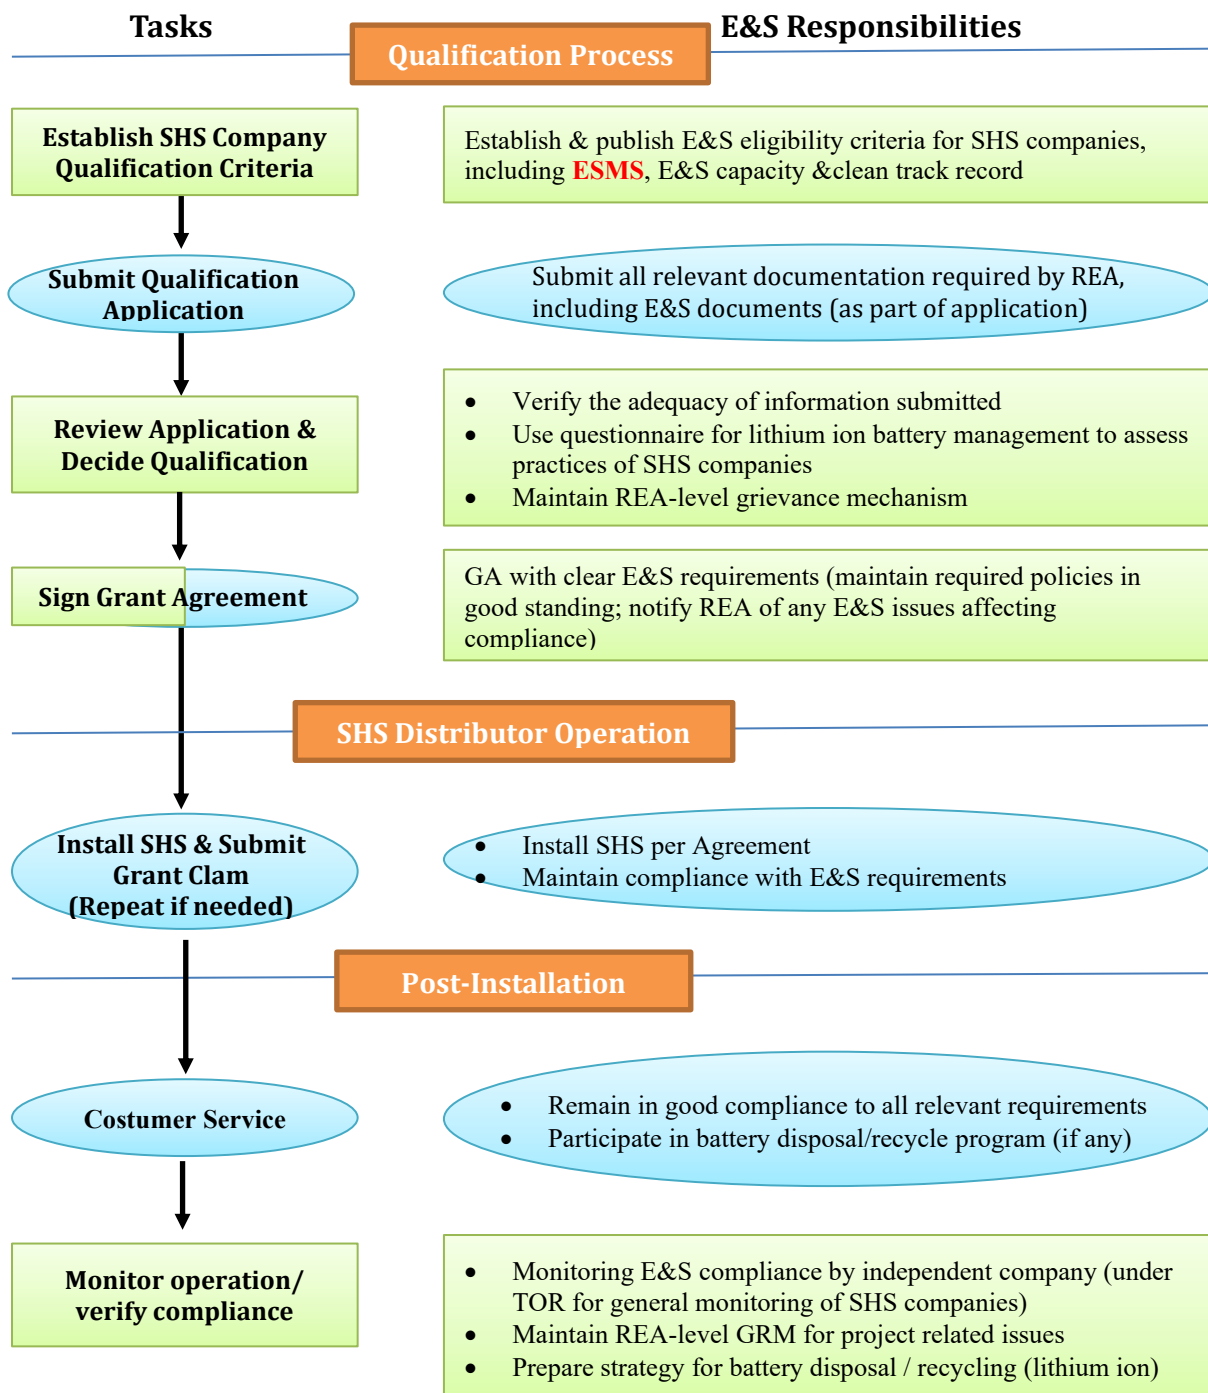 Tasks
E&S Responsibilities
Qualification Process
Establish SHS Company
Qualification Criteria
Establish & publish E&S eligibility criteria for SHS companies,
including ESMS, E&S capacity &clean track record
Submit Qualification
Application
Submit all relevant documentation required by REA,
including E&S documents (as part of application)
Review Application &
Decide Qualification
• Verify the adequacy of information submitted
• Use questionnaire for lithium ion battery management to assess
practices of SHS companies
• Maintain REA-level grievance mechanism
Sign Grant Agreement
GA with clear E&S requirements (maintain required policies in
good standing; notify REA of any E&S issues affecting
compliance)
SHS Distributor Operation
Install SHS & Submit
Grant Clam
(Repeat if needed)
• Install SHS per Agreement
• Maintain compliance with E&S requirements
Post-Installation
Costumer Service
• Remain in good compliance to all relevant requirements
• Participate in battery disposal/recycle program (if any)
Monitor operation/
verify compliance
• Monitoring E&S compliance by independent company (under
TOR for general monitoring of SHS companies)
• Maintain REA-level GRM for project related issues
• Prepare strategy for battery disposal / recycling (lithium ion)